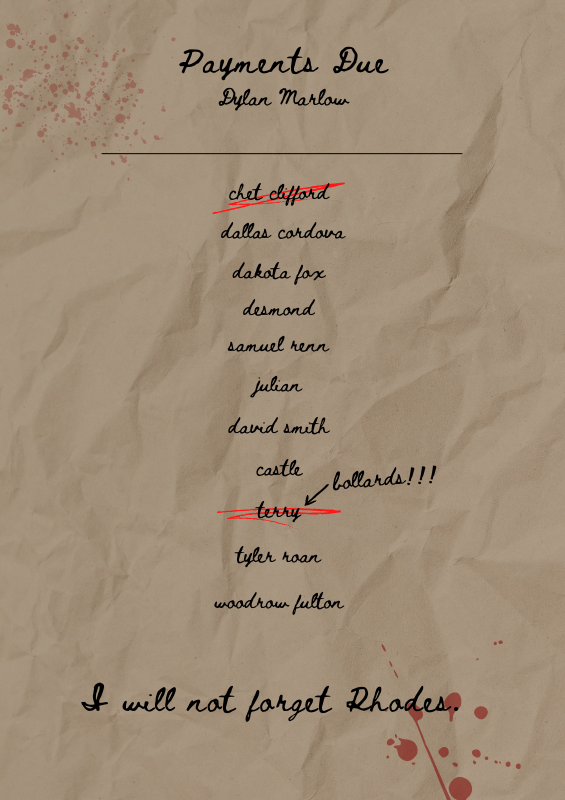 Payments Due
Dylan Marlow
chet clifford
dallas cordova
dakota fox
desmond
samuel renn
julian
david smith
castle
bollards!!!
terry
tyler roan
woodrow fulton
I will not forget Rhodes.